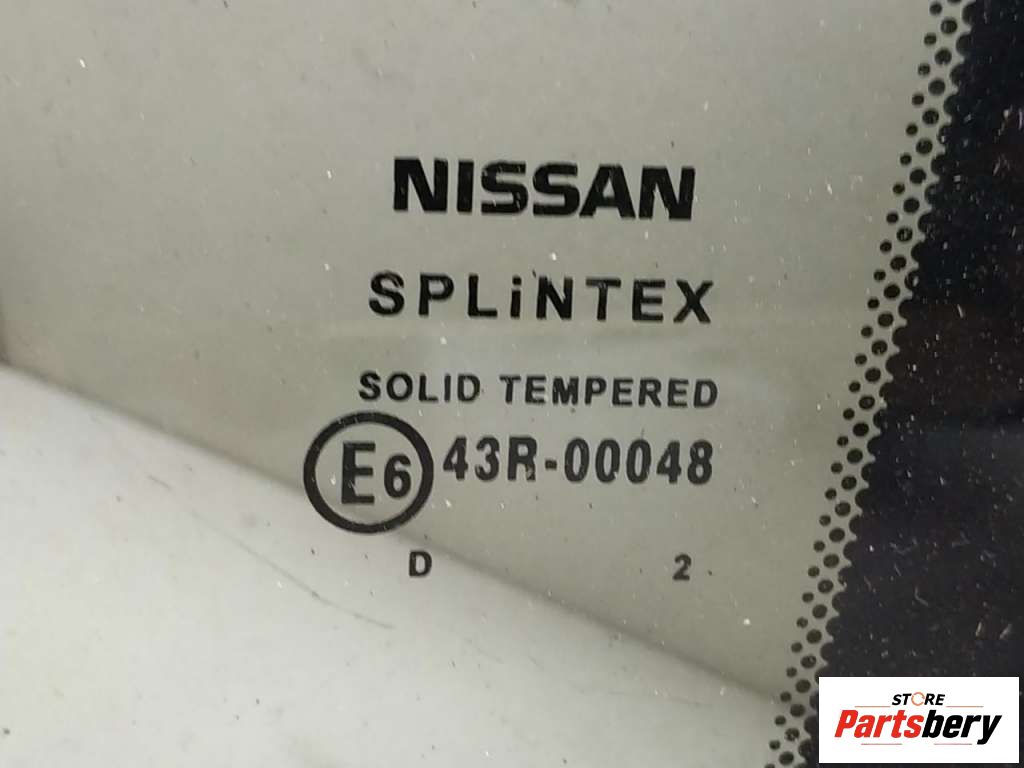 NISSAN
SPLiNTEX
SOLID TEMPERED
E6 43R-00048
D 2
STORE
Partsbery